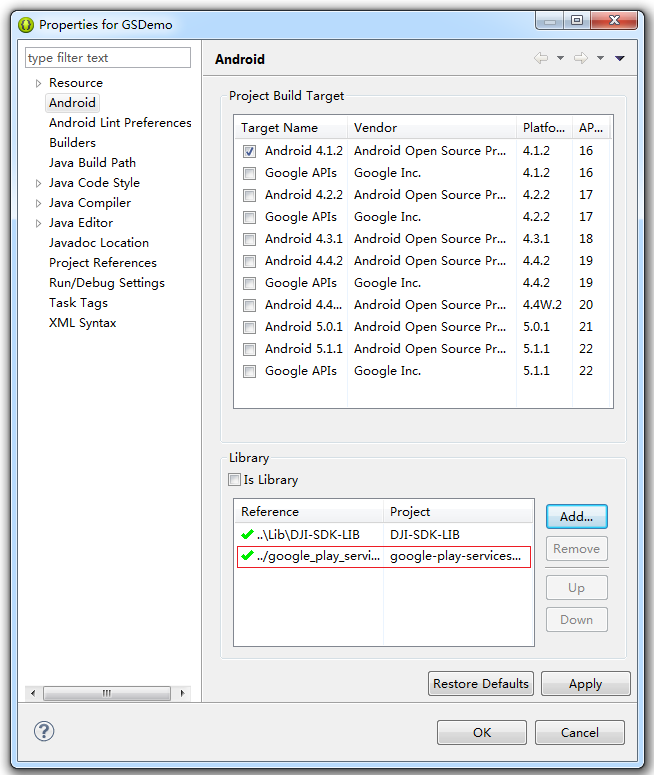 Properties for GSDemo
type filter text
Resource
Android
Android Lint Preferences
Builders
Java Build Path
Java Code Style
Java Compiler
Java Editor
Javadoc Location
Project References
Run/Debug Settings
Task Tags
XML Syntax
Android
Project Build Target
Target Name Vendor Platfo... AP...
Android 4.1.2 Android Open Source Pr... 4.1.2 16
Google APIs Google Inc. 4.1.2 16
Android 4.2.2 Android Open Source Pr... 4.2.2 17
Google APIs Google Inc. 4.2.2 17
Android 4.3.1 Android Open Source Pr... 4.3.1 18
Android 4.4.2 Android Open Source Pr... 4.4.2 19
Google APIs Google Inc. 4.4.2 19
Android 4.4... Android Open Source Pr... 4.4W.2 20
Android 5.0.1 Android Open Source Pr... 5.0.1 21
Android 5.1.1 Android Open Source Pr... 5.1.1 22
Google APIs Google Inc. 5.1.1 22
Library
Is Library
Reference Project
..\Lib\DJI-SDK-LIB DJI-SDK-LIB
../google_play_servi... google-play-services...
Add...
Remove
Up
Down
Restore Defaults Apply
? OK Cancel